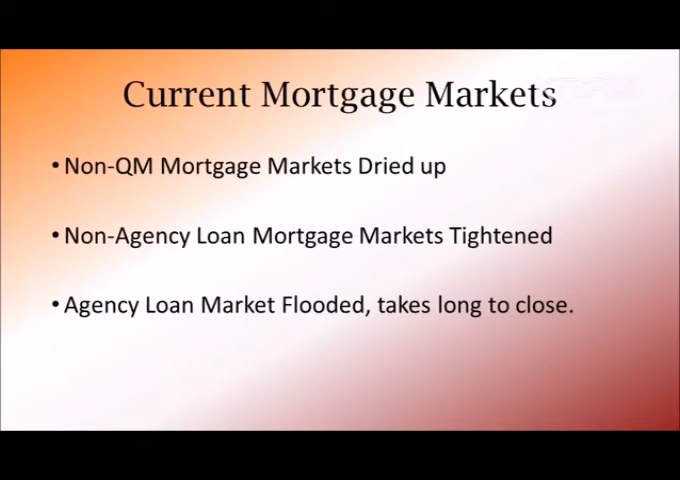 Current Mortgage Markets
• Non-QM Mortgage Markets Dried up
• Non-Agency Loan Mortgage Markets Tightened
• Agency Loan Market Flooded, takes long to close.